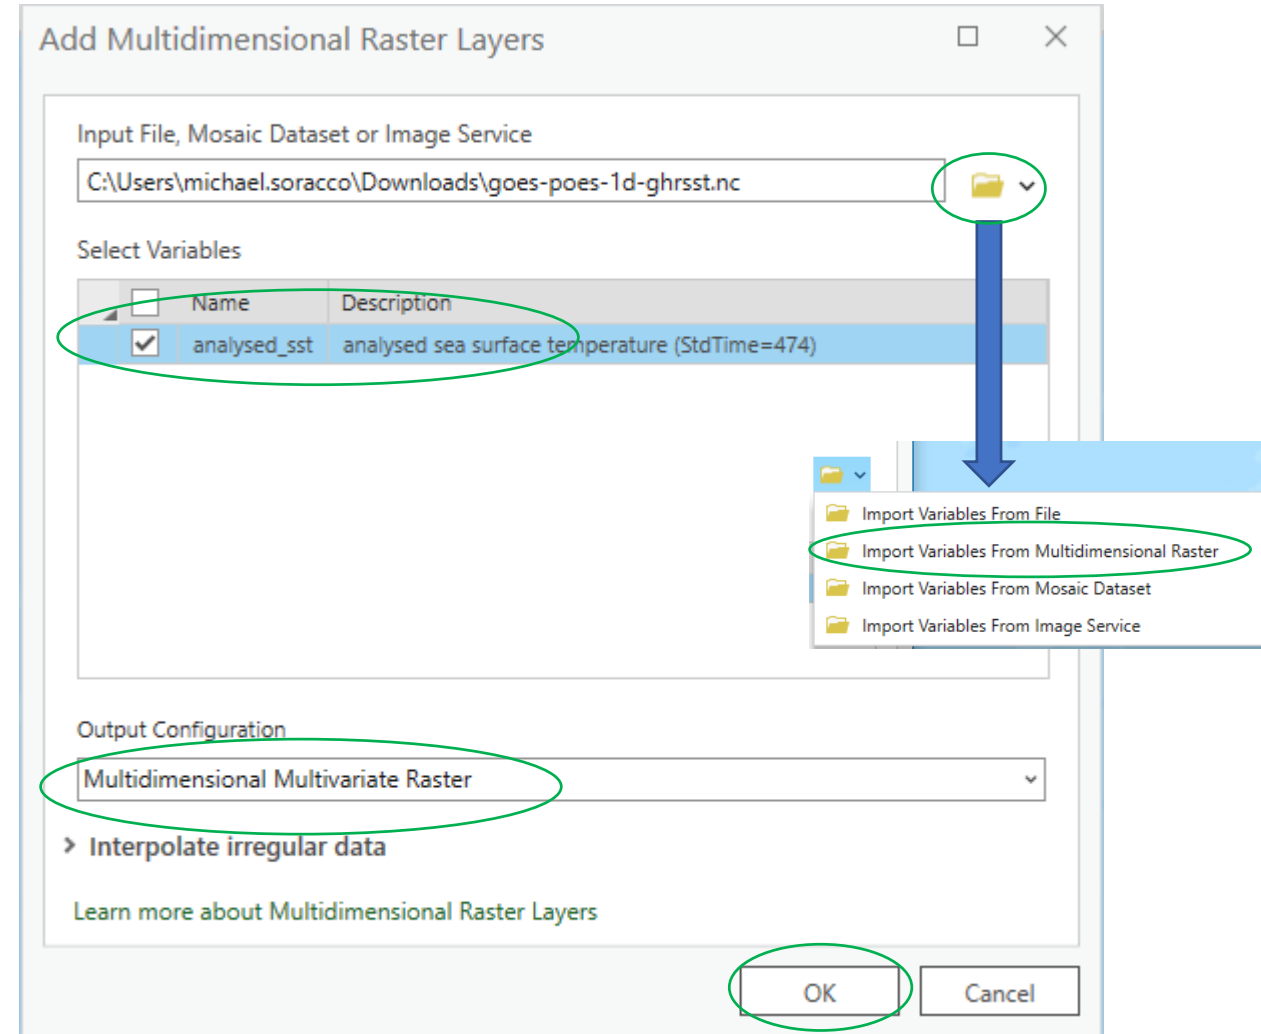 Add Multidimensional Raster Layers
Input File, Mosaic Dataset or Image Service
C:\Users\michael.soracco\Downloads\goes-poes-1d-ghrsst.nc
Select Variables
Name Description
analysed_sst analysed sea surface temperature (StdTime=474)
Import Variables From File
Import Variables From Multidimensional Raster
Import Variables From Mosaic Dataset
Import Variables From Image Service
Output Configuration
Multidimensional Multivariate Raster
Interpolate irregular data
Learn more about Multidimensional Raster Layers
OK Cancel